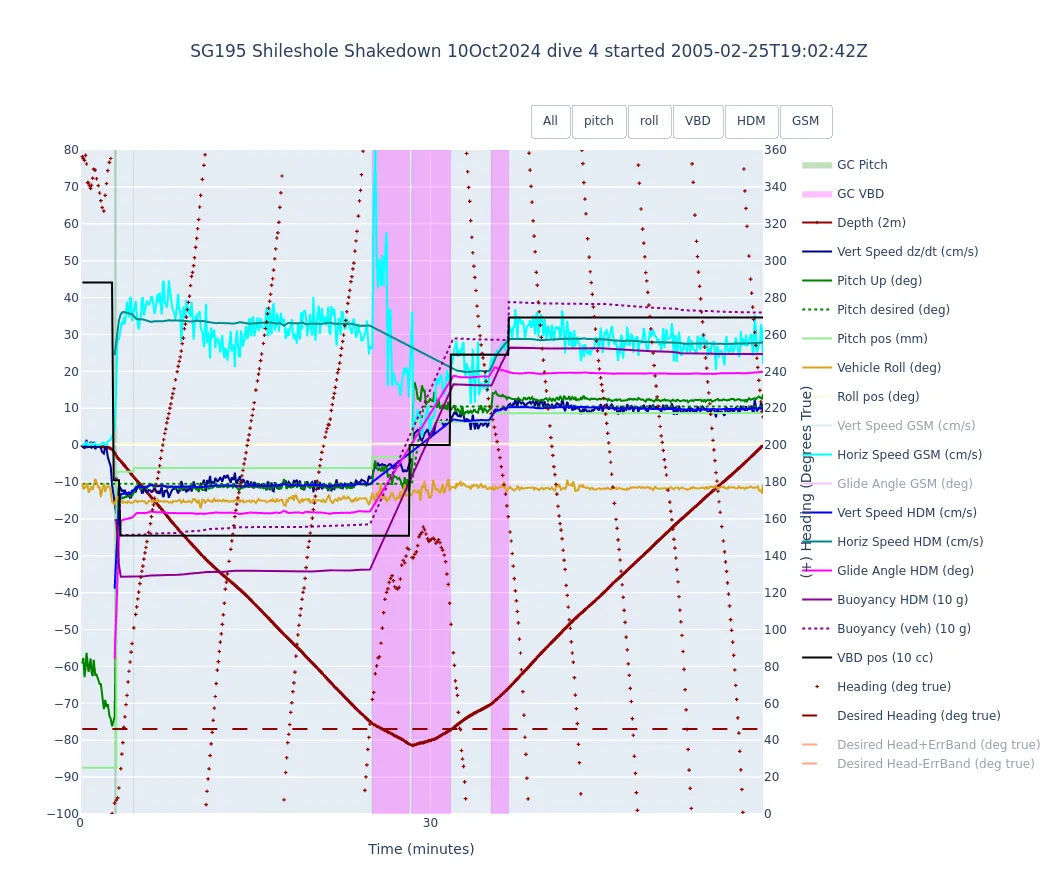 SG195 Shileshole Shakedown 10Oct2024 dive 4 started 2005-02-25T19:02:42Z
All pitch roll VBD HDM GSM
80
70
60
50
40
30
20
10
0
−10
−20
−30
−40
−50
−60
−70
−80
−90
−100
0 30
Time (minutes)
360
340
320
300
280
260
240
220
200
180
160
140
120
100
80
60
40
20
0
(+) Heading (Degrees True)
GC Pitch
GC VBD
Depth (2m)
Vert Speed dz/dt (cm/s)
Pitch Up (deg)
Pitch desired (deg)
Pitch pos (mm)
Vehicle Roll (deg)
Roll pos (deg)
Vert Speed GSM (cm/s)
Horiz Speed GSM (cm/s)
Glide Angle GSM (deg)
Vert Speed HDM (cm/s)
Horiz Speed HDM (cm/s)
Glide Angle HDM (deg)
Buoyancy HDM (10 g)
Buoyancy (veh) (10 g)
VBD pos (10 cc)
Heading (deg true)
Desired Heading (deg true)
Desired Head+ErrBand (deg true)
Desired Head-ErrBand (deg true)